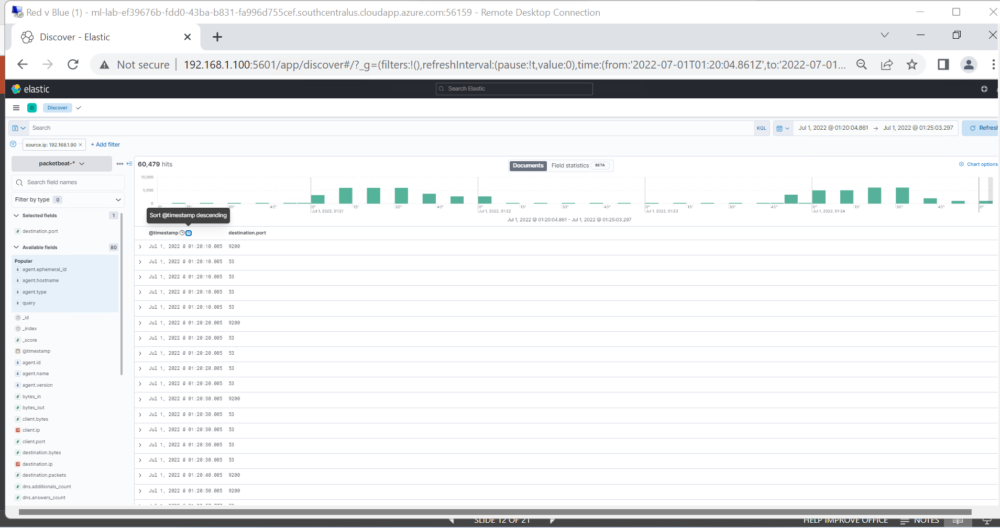 Red v Blue (1) - ml-lab-ef39676b-fdd0-43ba-b831-fa996d755cef.southcentralus.cloudapp.azure.com:56159 - Remote Desktop Connection
Discover - Elastic
Not secure 192.168.1.100:5601/app/discover#/?_g=(filters:!(),refreshInterval:(pause:!t,value:0),time:(from:'2022-07-01T01:20:04.861Z',to:'2022-07-01...
elastic
Search Elastic
D Discover
Search
KQL
Jul 1, 2022 @ 01:20:04.861 → Jul 1, 2022 @ 01:25:03.297
Refresh
source.ip: 192.168.1.90 ×
+ Add filter
packetbeat-*
Search field names
Filter by type 0
Selected fields 1
destination.port
Available fields 80
Popular
agent.ephemeral_id
agent.hostname
agent.type
query
_id
_index
_score
@timestamp
agent.id
agent.name
agent.version
bytes_in
bytes_out
client.bytes
client.ip
client.port
destination.bytes
destination.ip
destination.packets
dns.additionals_count
dns.answers_count
60,479 hits
Documents Field statistics BETA
Chart options
10,000
5,000
0
0" 15" 30" 45" 0" 15" 30" 45" 0" 15" 30" 45" 0" 15" 30" 45" 0" 15" 30" 45" 0"
Jul 1, 2022, 01:21 Jul 1, 2022, 01:22 Jul 1, 2022, 01:23 Jul 1, 2022, 01:24
Jul 1, 2022 @ 01:20:04.861 - Jul 1, 2022 @ 01:25:03.297
Sort @timestamp descending
@timestamp destination.port
Jul 1, 2022 @ 01:20:10.005 9200
Jul 1, 2022 @ 01:20:10.005 53
Jul 1, 2022 @ 01:20:10.005 53
Jul 1, 2022 @ 01:20:10.005 53
Jul 1, 2022 @ 01:20:10.005 53
Jul 1, 2022 @ 01:20:20.005 9200
Jul 1, 2022 @ 01:20:20.005 53
Jul 1, 2022 @ 01:20:20.005 53
Jul 1, 2022 @ 01:20:20.005 53
Jul 1, 2022 @ 01:20:20.005 53
Jul 1, 2022 @ 01:20:30.005 9200
Jul 1, 2022 @ 01:20:30.005 53
Jul 1, 2022 @ 01:20:30.005 53
Jul 1, 2022 @ 01:20:30.005 53
Jul 1, 2022 @ 01:20:30.005 53
Jul 1, 2022 @ 01:20:40.005 9200
Jul 1, 2022 @ 01:20:50.005 9200
SLIDE 12 OF 21
HELP IMPROVE OFFICE
NOTES